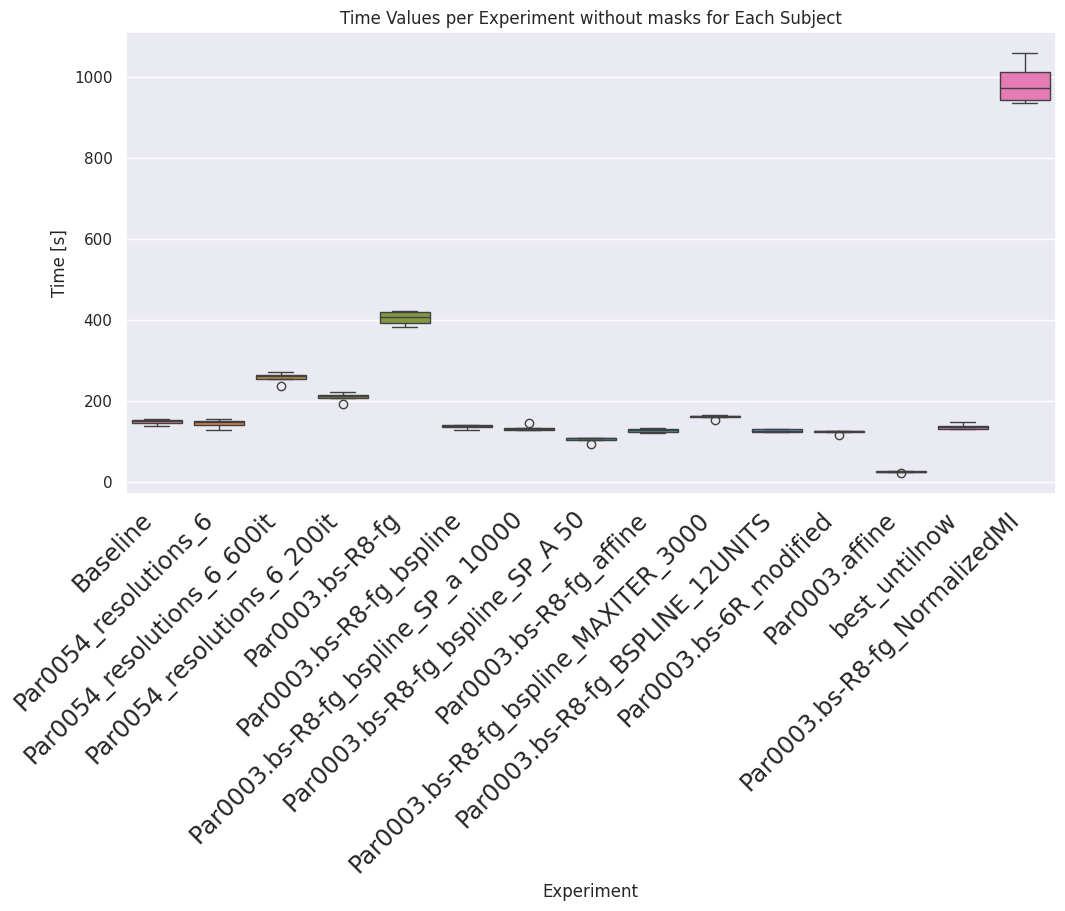 Time Values per Experiment without masks for Each Subject
1000
800
600
400
200
0
Time [s]
Baseline
Par0054_resolutions_6
Par0054_resolutions_6_600it
Par0054_resolutions_6_200it
Par0003.bs-R8-fg
Par0003.bs-R8-fg_bspline
Par0003.bs-R8-fg_bspline_SP_a 10000
Par0003.bs-R8-fg_bspline_SP_A 50
Par0003.bs-R8-fg_affine
Par0003.bs-R8-fg_bspline_MAXITER_3000
Par0003.bs-R8-fg_BSPLINE_12UNITS
Par0003.bs-6R_modified
Par0003.affine
best_untilnow
Par0003.bs-R8-fg_NormalizedMI
Experiment